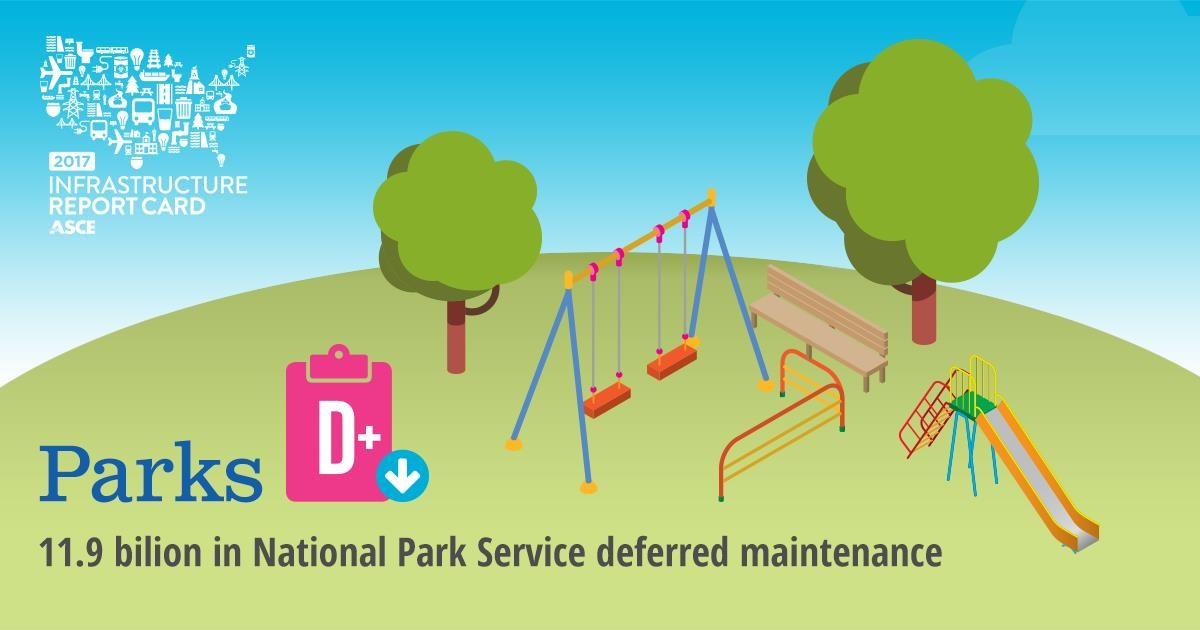 2017
INFRASTRUCTURE
REPORT CARD
ASCE
D+
Parks
11.9 bilion in National Park Service deferred maintenance